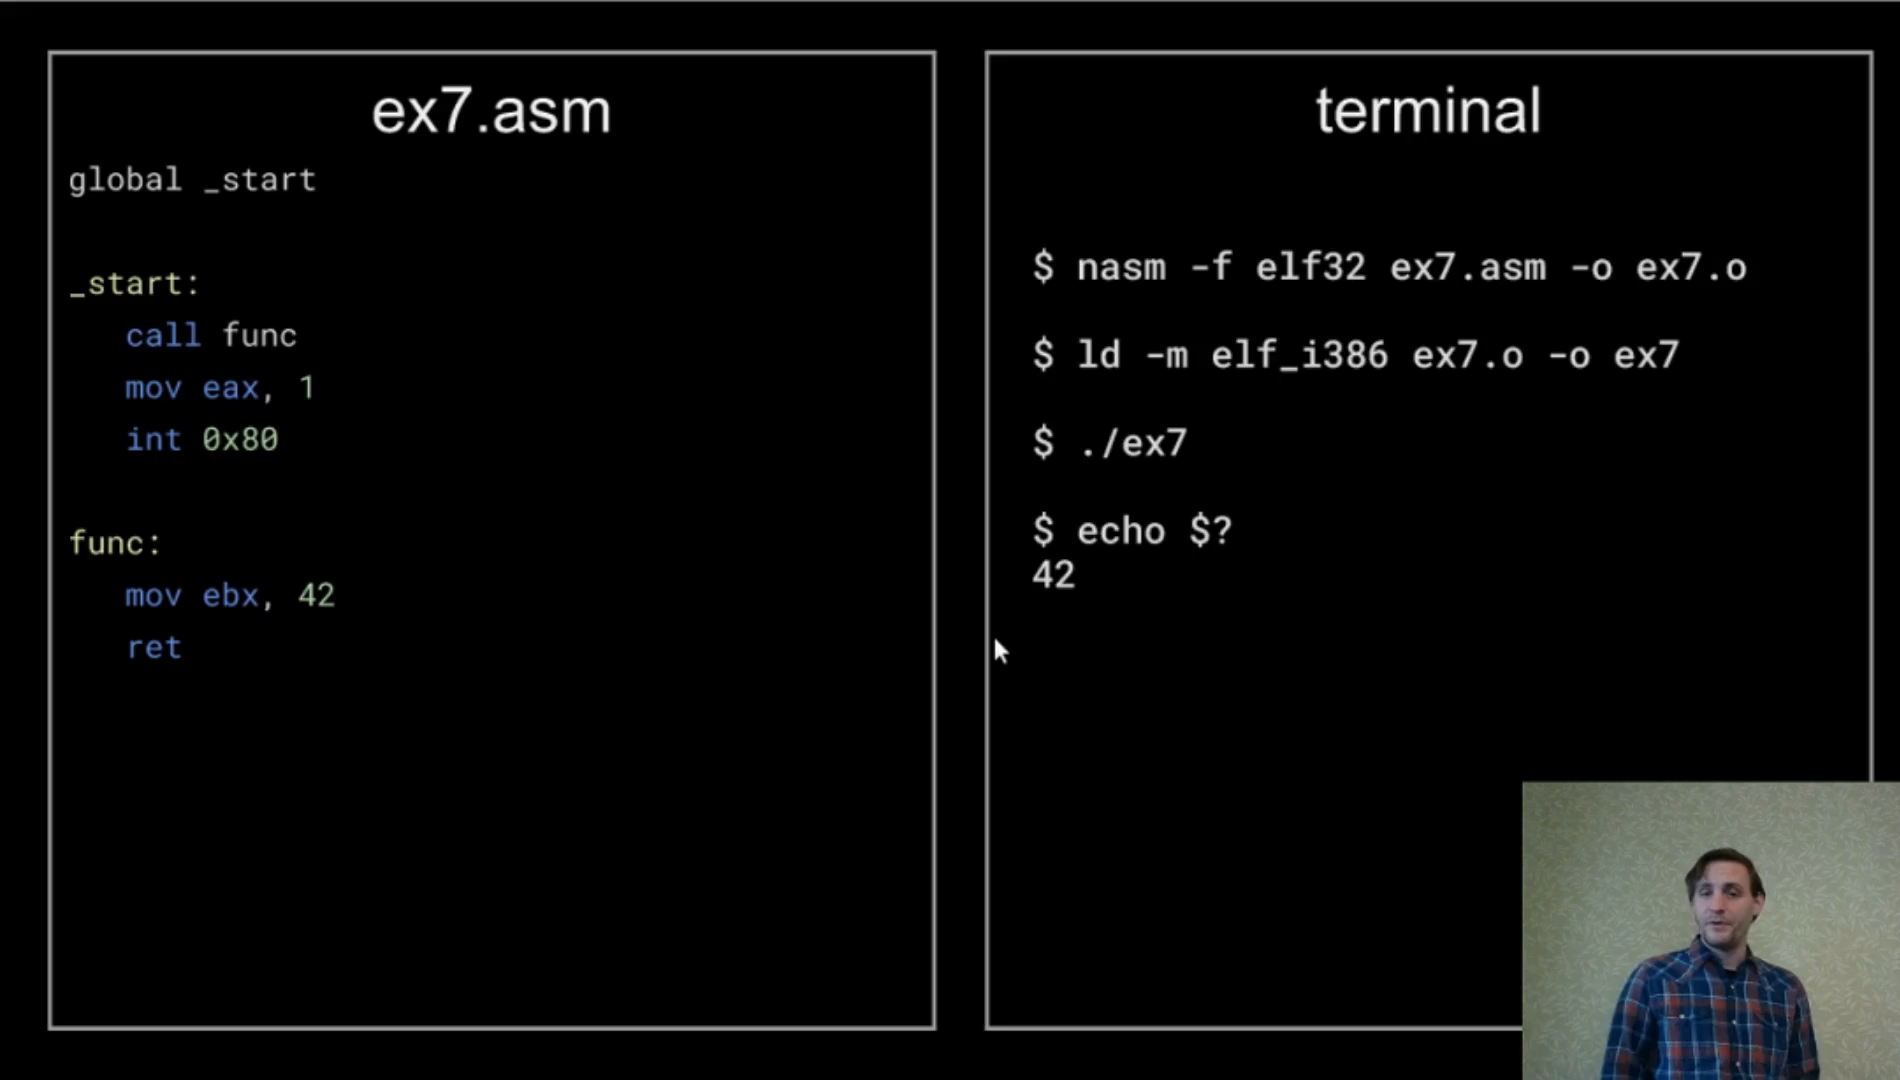 ex7.asm
global _start
_start:
call func
mov eax, 1
int 0x80
func:
mov ebx, 42
ret
terminal
$ nasm -f elf32 ex7.asm -o ex7.o
$ ld -m elf_i386 ex7.o -o ex7
$ ./ex7
$ echo $?
42